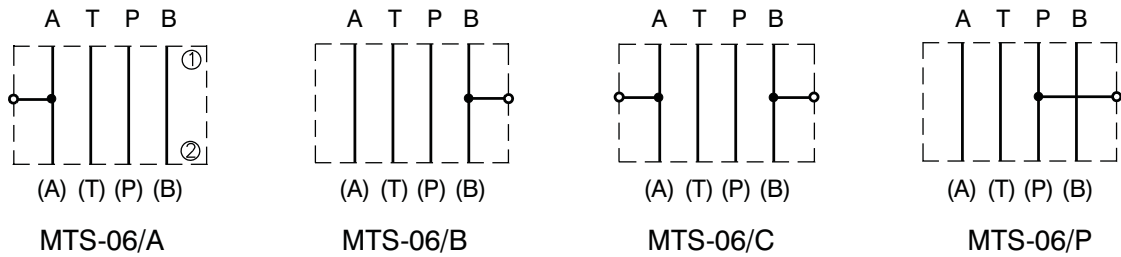 A T P B A T P B A T P B A T P B
①
②
(A) (T) (P) (B) (A) (T) (P) (B) (A) (T) (P) (B) (A) (T) (P) (B)
MTS-06/A MTS-06/B MTS-06/C MTS-06/P